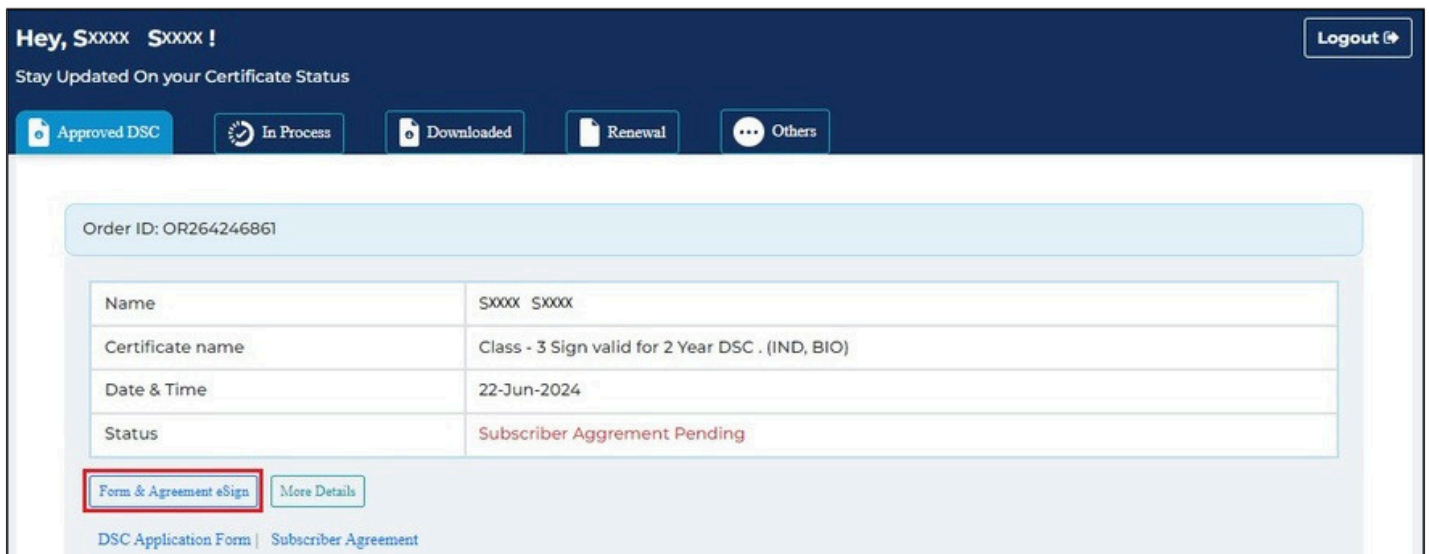 Hey, SXXXX SXXXX !
Logout
Stay Updated On your Certificate Status
Approved DSC In Process Downloaded Renewal Others
Order ID: OR264246861
Name SXXXX SXXXX
Certificate name Class - 3 Sign valid for 2 Year DSC . (IND, BIO)
Date & Time 22-Jun-2024
Status Subscriber Aggrement Pending
Form & Agreement eSign More Details
DSC Application Form | Subscriber Agreement